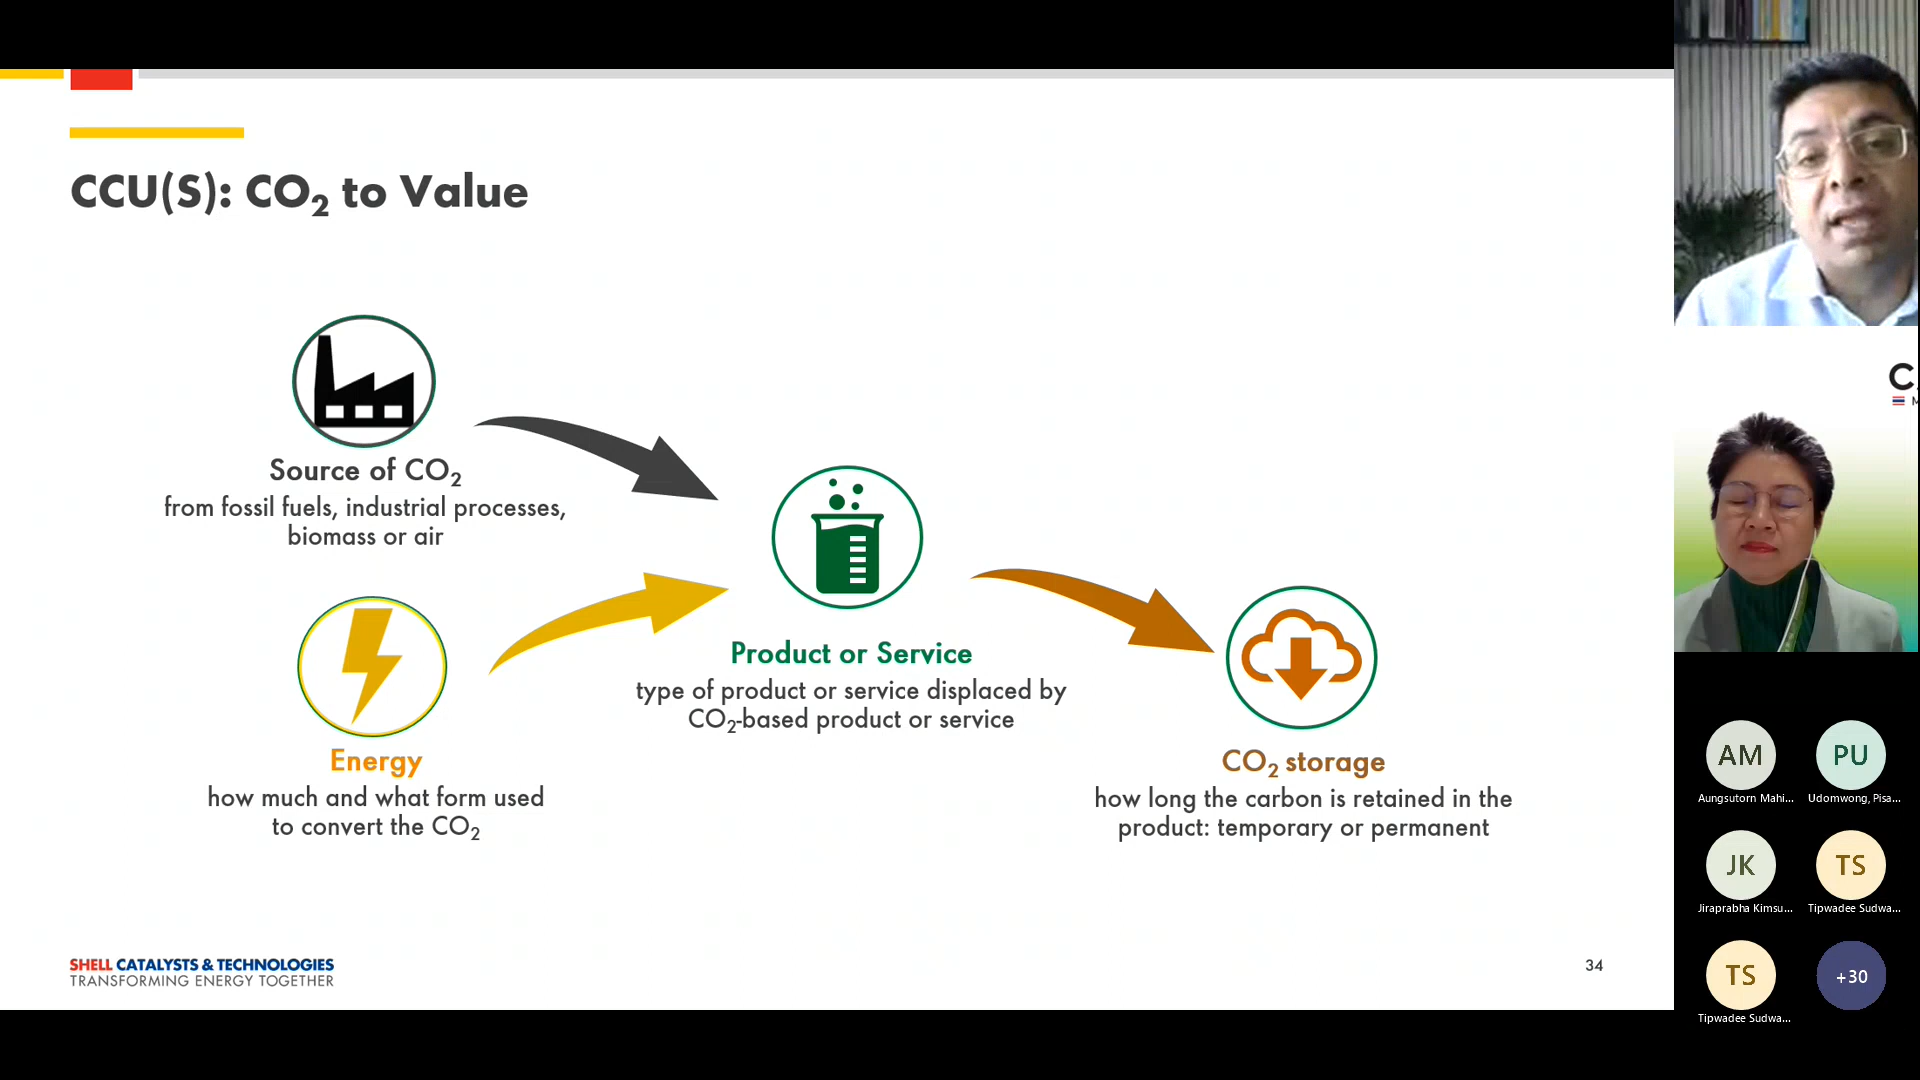 CCU(S): CO₂ to Value
Source of CO₂
from fossil fuels, industrial processes,
biomass or air
Energy
how much and what form used
to convert the CO₂
Product or Service
type of product or service displaced by
CO₂-based product or service
CO₂ storage
how long the carbon is retained in the
product: temporary or permanent
SHELL CATALYSTS & TECHNOLOGIES
TRANSFORMING ENERGY TOGETHER
34
C
M
AM
PU
Aungsutorn Mahi...
Udomwong, Pisa...
JK
TS
Jiraprabha Kimsu...
Tipwadee Sudwa...
TS
+30
Tipwadee Sudwa...